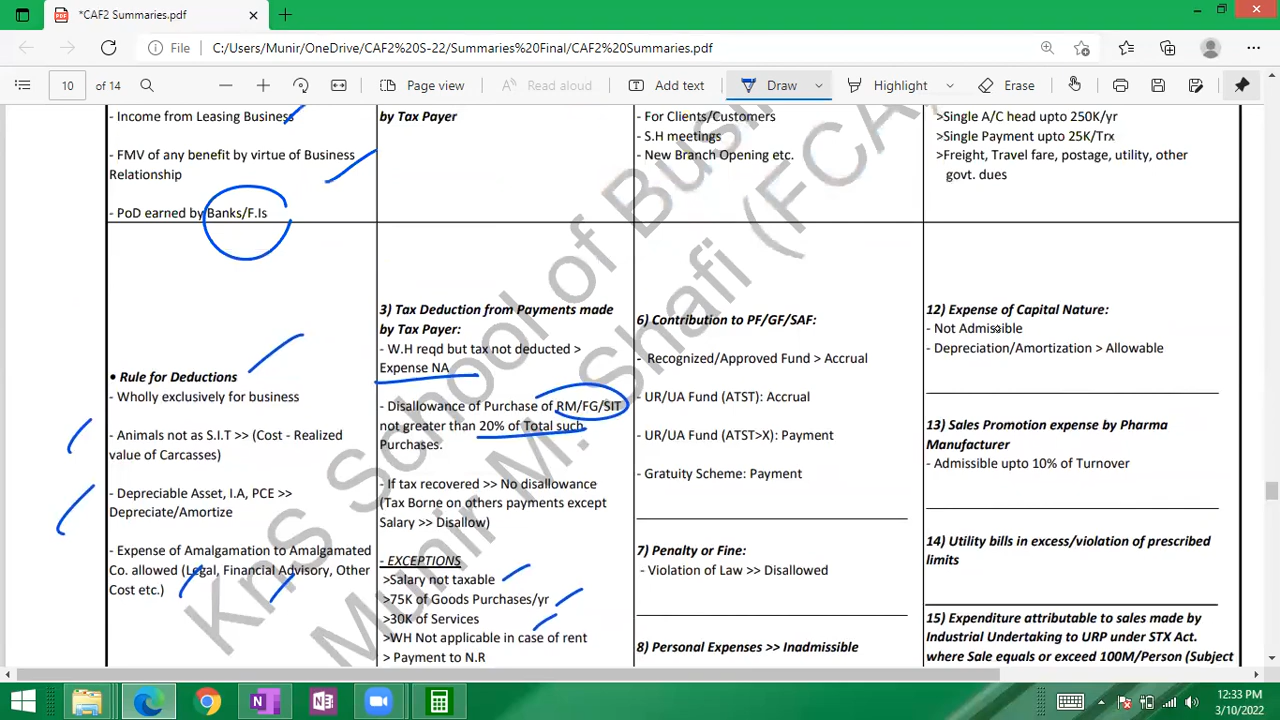 *CAF2 Summaries.pdf
File
C:/Users/Munir/OneDrive/CAF2%20S-22/Summaries%20Final/CAF2%20Summaries.pdf
10 of 14
Page view
Read aloud
Add text
Draw
Highlight
Erase
- Income from Leasing Business
- FMV of any benefit by virtue of Business
Relationship
- PoD earned by Banks/F.Is
• Rule for Deductions
- Wholly exclusively for business
- Animals not as S.I.T >> (Cost - Realized
value of Carcasses)
- Depreciable Asset, I.A, PCE >>
Depreciate/Amortize
- Expense of Amalgamation to Amalgamated
Co. allowed (Legal, Financial Advisory, Other
Cost etc.)
by Tax Payer
3) Tax Deduction from Payments made
by Tax Payer:
- W.H reqd but tax not deducted >
Expense NA
- Disallowance of Purchase of RM/FG/SIT
not greater than 20% of Total such
Purchases.
- If tax recovered >> No disallowance
(Tax Borne on others payments except
Salary >> Disallow)
- EXCEPTIONS
>Salary not taxable
>75K of Goods Purchases/yr
>30K of Services
>WH Not applicable in case of rent
> Payment to N.R
- For Clients/Customers
- S.H meetings
- New Branch Opening etc.
6) Contribution to PF/GF/SAF:
- Recognized/Approved Fund > Accrual
- UR/UA Fund (ATST): Accrual
- UR/UA Fund (ATST>X): Payment
- Gratuity Scheme: Payment
7) Penalty or Fine:
- Violation of Law >> Disallowed
8) Personal Expenses >> Inadmissible
>Single A/C head upto 250K/yr
>Single Payment upto 25K/Trx
>Freight, Travel fare, postage, utility, other
govt. dues
12) Expense of Capital Nature:
- Not Admissible
- Depreciation/Amortization > Allowable
13) Sales Promotion expense by Pharma
Manufacturer
- Admissible upto 10% of Turnover
14) Utility bills in excess/violation of prescribed
limits
15) Expenditure attributable to sales made by
Industrial Undertaking to URP under STX Act.
where Sale equals or exceed 100M/Person (Subject
KnS School of Busi
Munir M. Shafi (FCA
12:33 PM
3/10/2022